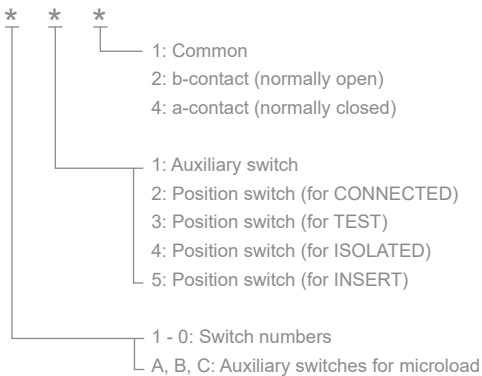 * * *
1: Common
2: b-contact (normally open)
4: a-contact (normally closed)
1: Auxiliary switch
2: Position switch (for CONNECTED)
3: Position switch (for TEST)
4: Position switch (for ISOLATED)
5: Position switch (for INSERT)
1 - 0: Switch numbers
A, B, C: Auxiliary switches for microload